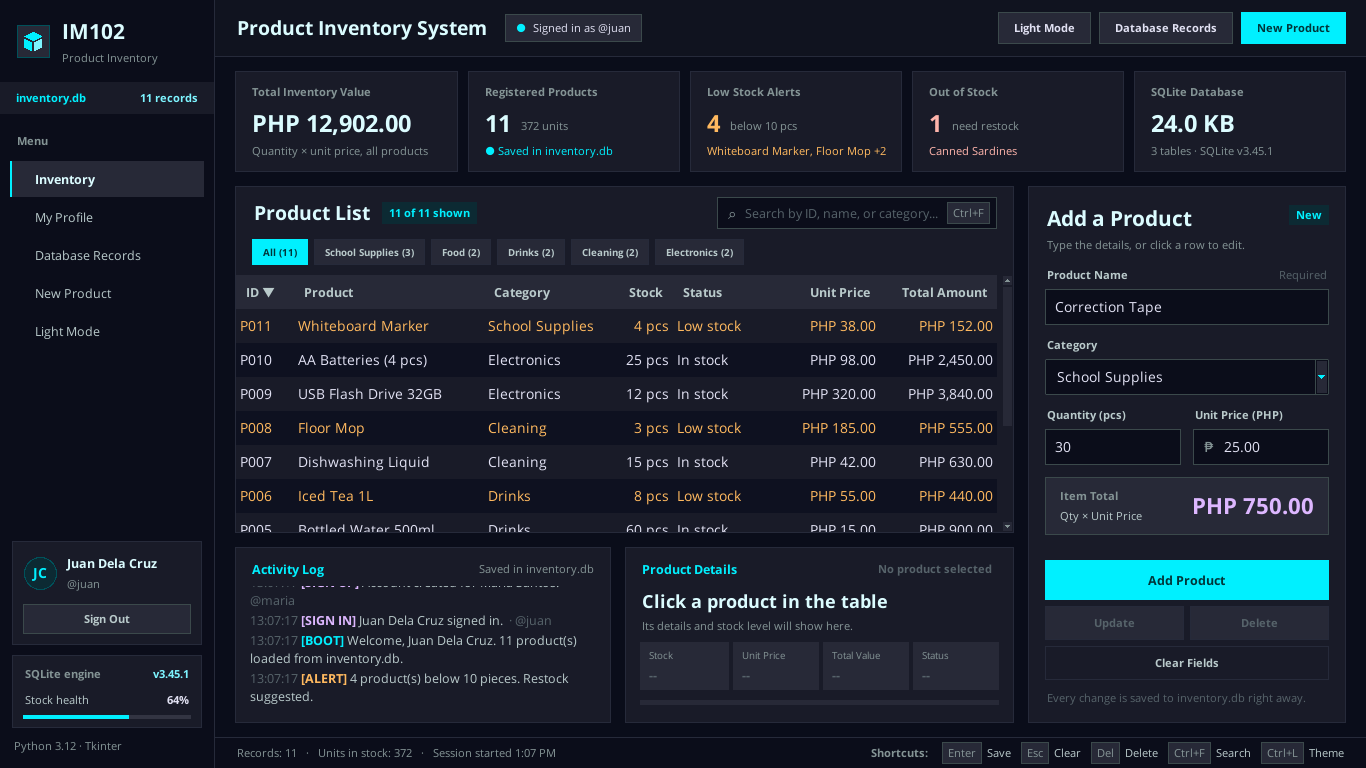 IM102
Product Inventory
inventory.db 11 records
Menu
Inventory
My Profile
Database Records
New Product
Light Mode
JC Juan Dela Cruz
@juan
Sign Out
SQLite engine v3.45.1
Stock health 64%
Python 3.12 · Tkinter
Product Inventory System
Signed in as @juan
Light Mode
Database Records
New Product
Total Inventory Value
PHP 12,902.00
Quantity × unit price, all products
Registered Products
11 372 units
Saved in inventory.db
Low Stock Alerts
4 below 10 pcs
Whiteboard Marker, Floor Mop +2
Out of Stock
1 need restock
Canned Sardines
SQLite Database
24.0 KB
3 tables · SQLite v3.45.1
Product List 11 of 11 shown
Search by ID, name, or category... Ctrl+F
All (11) School Supplies (3) Food (2) Drinks (2) Cleaning (2) Electronics (2)
ID ▼ Product Category Stock Status Unit Price Total Amount
P011 Whiteboard Marker School Supplies 4 pcs Low stock PHP 38.00 PHP 152.00
P010 AA Batteries (4 pcs) Electronics 25 pcs In stock PHP 98.00 PHP 2,450.00
P009 USB Flash Drive 32GB Electronics 12 pcs In stock PHP 320.00 PHP 3,840.00
P008 Floor Mop Cleaning 3 pcs Low stock PHP 185.00 PHP 555.00
P007 Dishwashing Liquid Cleaning 15 pcs In stock PHP 42.00 PHP 630.00
P006 Iced Tea 1L Drinks 8 pcs Low stock PHP 55.00 PHP 440.00
P005 Bottled Water 500ml Drinks 60 pcs In stock PHP 15.00 PHP 900.00
Activity Log Saved in inventory.db
@maria
13:07:17 [SIGN IN] Juan Dela Cruz signed in. · @juan
13:07:17 [BOOT] Welcome, Juan Dela Cruz. 11 product(s)
loaded from inventory.db.
13:07:17 [ALERT] 4 product(s) below 10 pieces. Restock
suggested.
Product Details No product selected
Click a product in the table
Its details and stock level will show here.
Stock Unit Price Total Value Status
-- -- -- --
Add a Product New
Type the details, or click a row to edit.
Product Name Required
Correction Tape
Category
School Supplies
Quantity (pcs) Unit Price (PHP)
30 ₱ 25.00
Item Total
Qty × Unit Price
PHP 750.00
Add Product
Update Delete
Clear Fields
Every change is saved to inventory.db right away.
Records: 11 · Units in stock: 372 · Session started 1:07 PM
Shortcuts: Enter Save Esc Clear Del Delete Ctrl+F Search Ctrl+L Theme